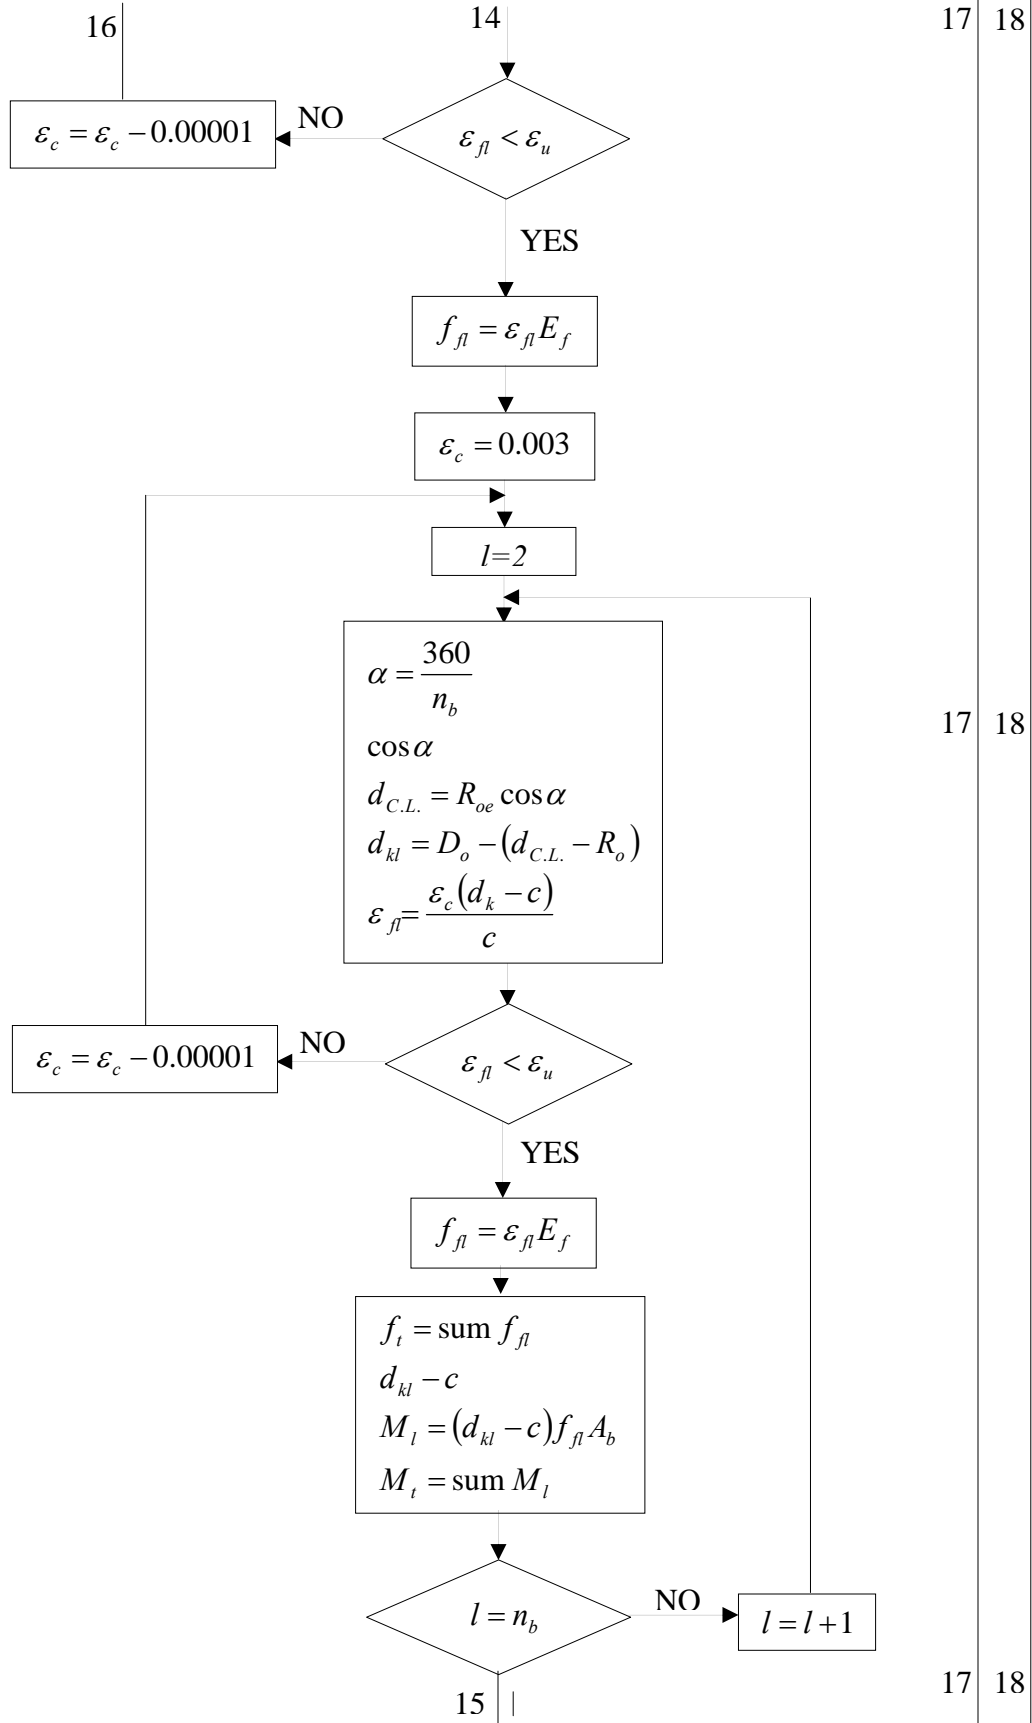 16
14
17 18
ε_c = ε_c − 0.00001
NO
ε_fl < ε_u
YES
f_fl = ε_fl E_f
ε_c = 0.003
l=2
α = 360 / n_b
cos α
d_C.L. = R_oe cos α
d_kl = D_o − (d_C.L. − R_o)
ε_fl = ε_c (d_k − c) / c
17 18
ε_c = ε_c − 0.00001
NO
ε_fl < ε_u
YES
f_fl = ε_fl E_f
f_t = sum f_fl
d_kl − c
M_l = (d_kl − c) f_fl A_b
M_t = sum M_l
l = n_b
NO
l = l + 1
17 18
15